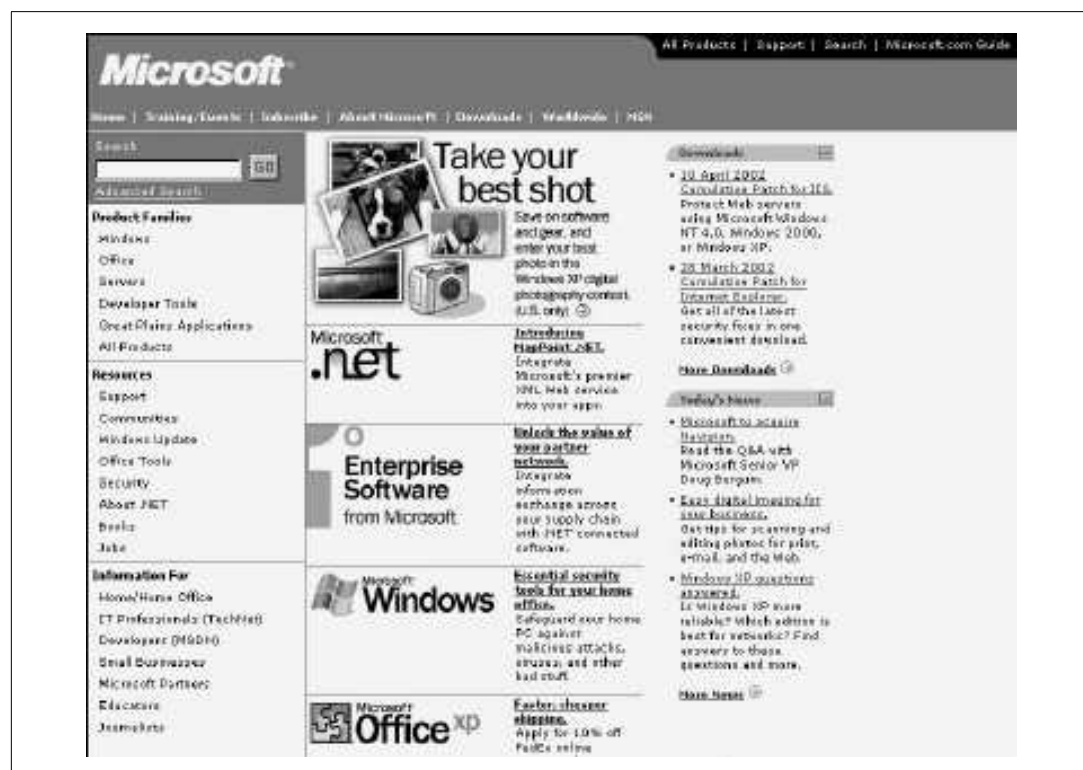 All Products | Support | Search | Microsoft.com Guide
Microsoft
Home | Training/Events | Subscribe | About Microsoft | Downloads | Worldwide | MSN
Search
GO
Advanced Search
Product Families
Windows
Office
Servers
Developer Tools
Great Plains Applications
All Products
Resources
Support
Communities
Windows Update
Office Tools
Security
About .NET
Books
Jobs
Information For
Home/Home Office
IT Professionals (TechNet)
Developers (MSDN)
Small Businesses
Microsoft Partners
Educators
Journalists
Take your
best shot
Save on software
and gear, and
enter your best
photo in the
Windows XP digital
photography contest.
(U.S. only)
Microsoft
.net
Introducing
MapPoint .NET.
Integrate
Microsoft's premier
XML Web service
into your apps.
Enterprise
Software
from Microsoft
Unlock the value of
your partner
network.
Integrate
information
exchange across
your supply chain
with .NET connected
software.
Microsoft
Windows
Essential security
tools for your home
office.
Safeguard your home
PC against
malicious attacks,
viruses, and other
bad stuff.
Microsoft
Office xp
Faster, cheaper
shipping.
Apply for 10% off
FedEx online
Downloads
• 10 April 2002
Cumulative Patch for IIS.
Protect Web servers
using Microsoft Windows
NT 4.0, Windows 2000,
or Windows XP.
• 28 March 2002
Cumulative Patch for
Internet Explorer.
Get all of the latest
security fixes in one
convenient download.
More Downloads
Today's News
• Microsoft to acquire
Navision.
Read the Q&A with
Microsoft Senior VP
Doug Burgum.
• Easy digital imaging for
your business.
Get tips for scanning and
editing photos for print,
e-mail, and the Web.
• Windows XP questions
answered.
Is Windows XP more
reliable? Which edition is
best for networks? Find
answers to these
questions and more.
More News